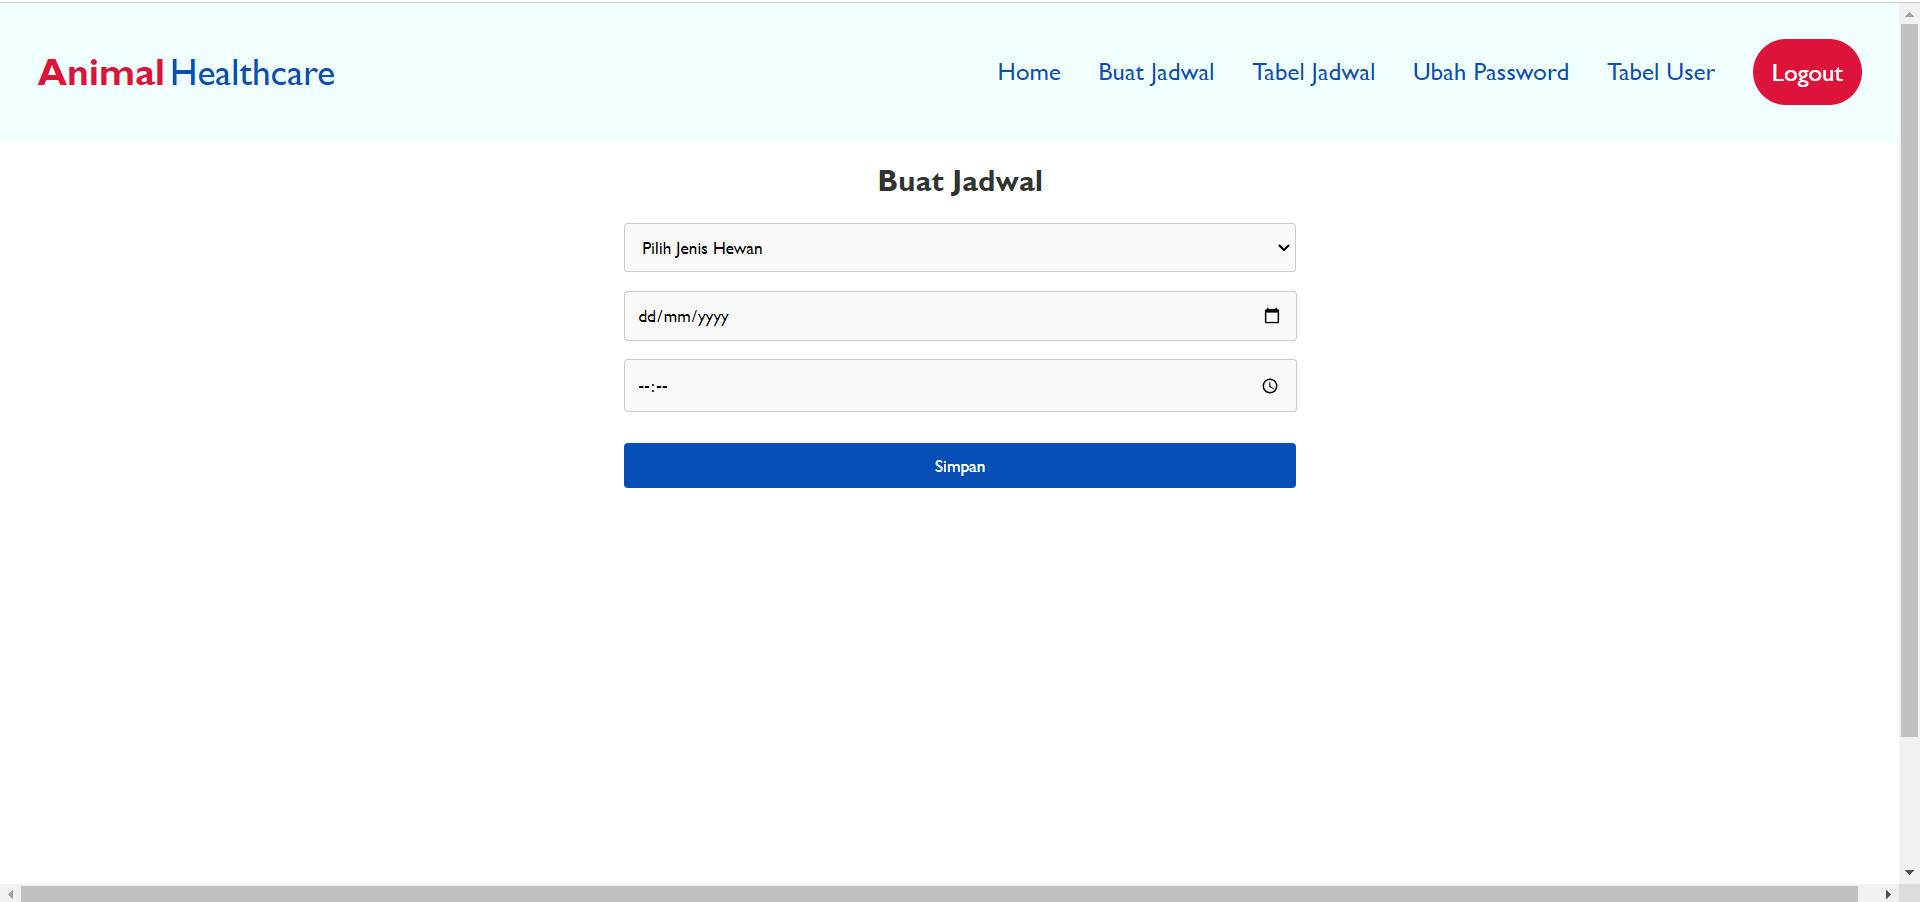 Animal Healthcare
Home Buat Jadwal Tabel Jadwal Ubah Password Tabel User Logout
Buat Jadwal
Pilih Jenis Hewan
dd/mm/yyyy
--:--
Simpan